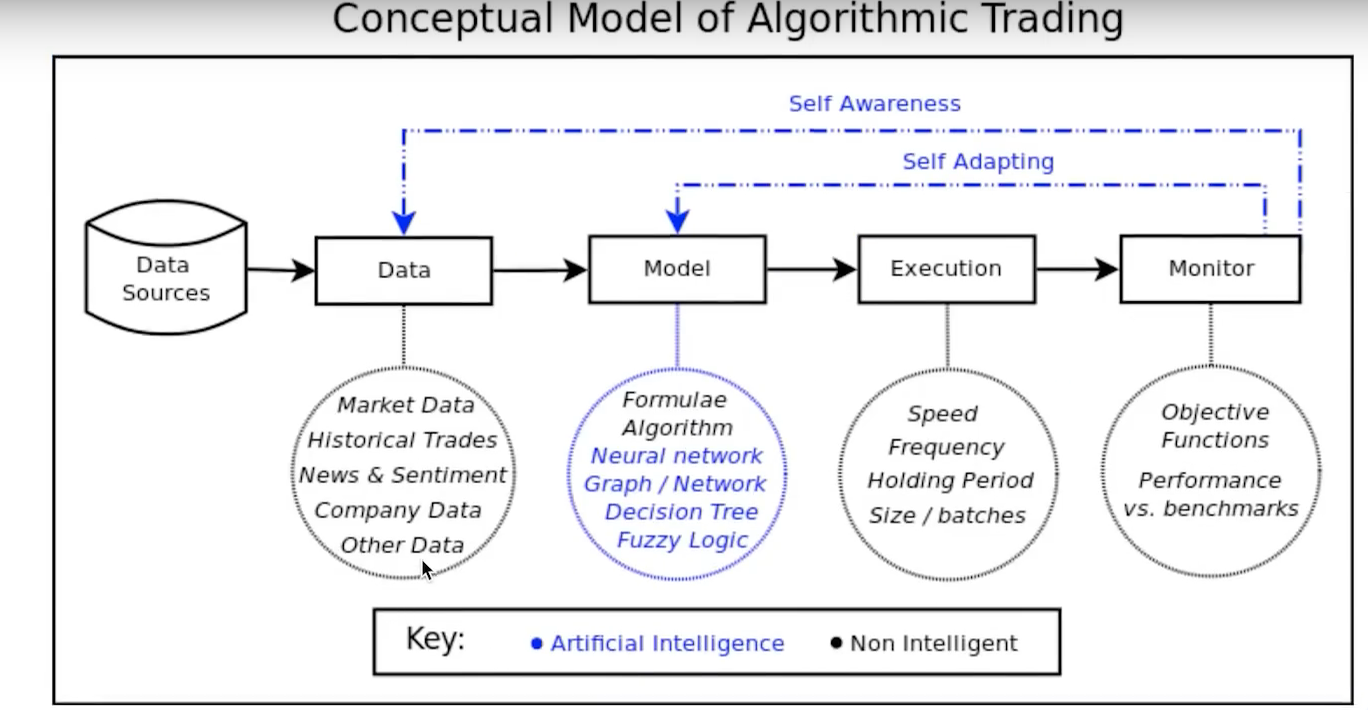 Conceptual Model of Algorithmic Trading
Self Awareness
Self Adapting
Data
Sources
Data
Model
Execution
Monitor
Market Data
Historical Trades
News & Sentiment
Company Data
Other Data
Formulae
Algorithm
Neural network
Graph / Network
Decision Tree
Fuzzy Logic
Speed
Frequency
Holding Period
Size / batches
Objective
Functions
Performance
vs. benchmarks
Key:
Artificial Intelligence
Non Intelligent